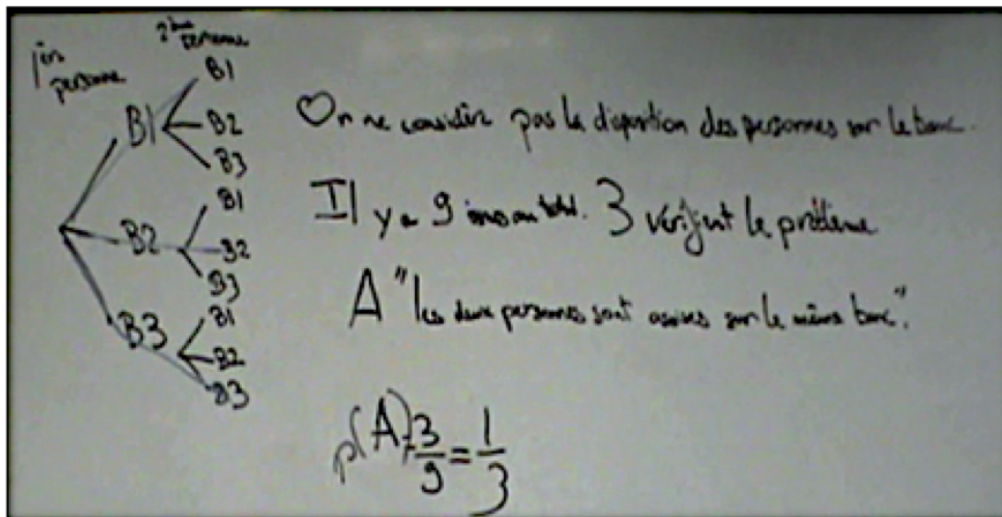 1ère
personne
2ème
personne
B1
B1
B2
B3
B2
B1
B2
B3
B3
B1
B2
B3
On ne considère pas la disposition des personnes sur le banc.
Il y a 9 au total. 3 vérifient le problème
A "les deux personnes sont assises sur le même banc".
p(A)=3/9=1/3